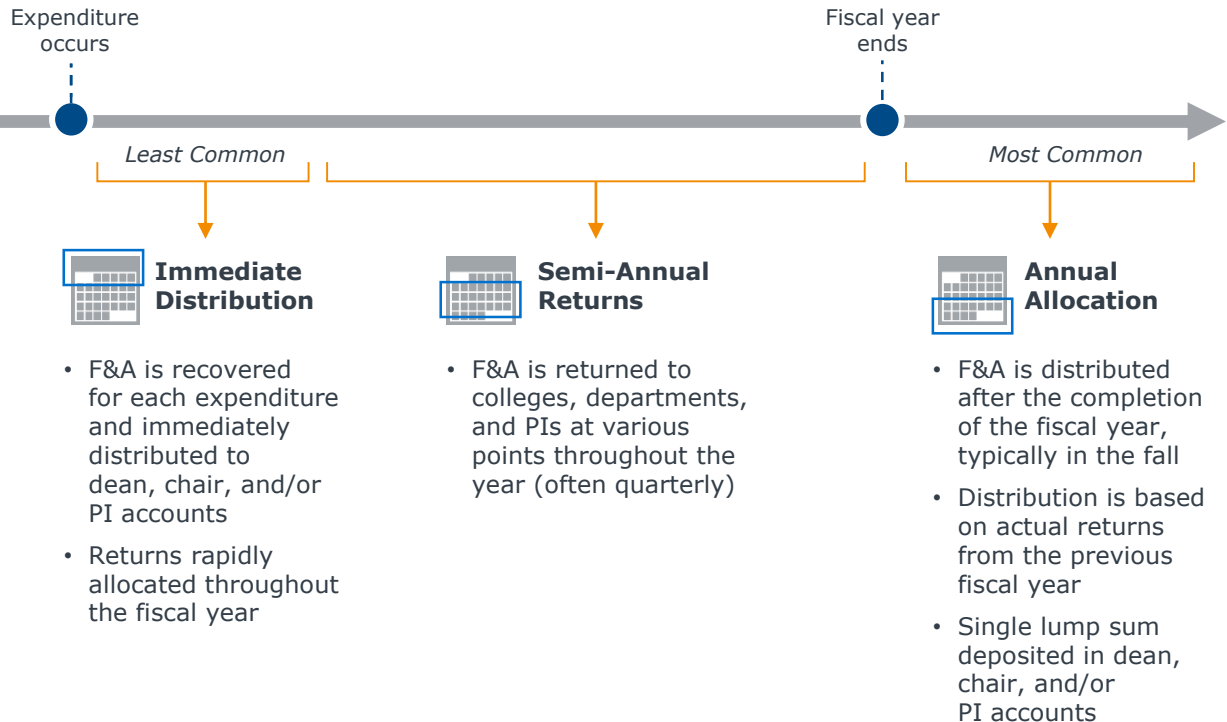 Expenditure
occurs
Fiscal year
ends
Least Common
Most Common
Immediate
Distribution
• F&A is recovered
for each expenditure
and immediately
distributed to
dean, chair, and/or
PI accounts
• Returns rapidly
allocated throughout
the fiscal year
Semi-Annual
Returns
• F&A is returned to
colleges, departments,
and PIs at various
points throughout the
year (often quarterly)
Annual
Allocation
• F&A is distributed
after the completion
of the fiscal year,
typically in the fall
• Distribution is based
on actual returns
from the previous
fiscal year
• Single lump sum
deposited in dean,
chair, and/or
PI accounts